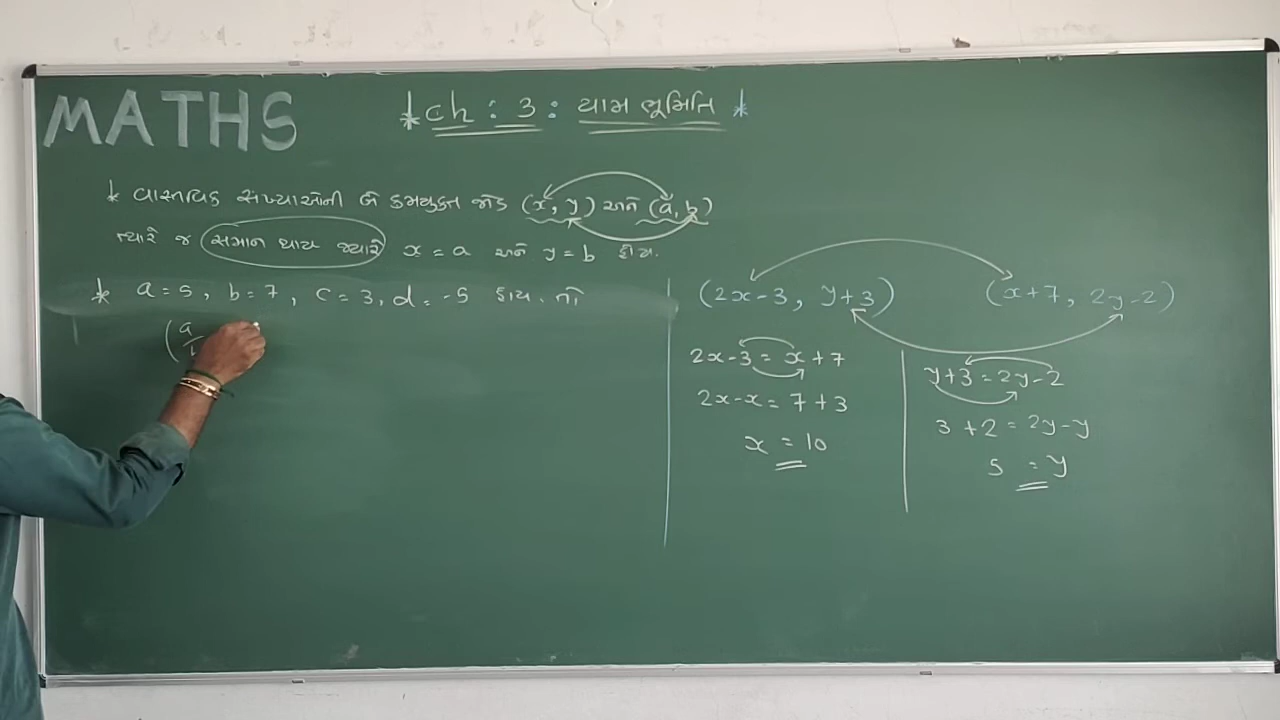 MATHS
* Ch : 3 : યામ ભૂમિતિ *
* વાસ્તવિક સંખ્યાઓની બે ક્રમયુક્ત જોડ (x, y) અને (a, b)
ત્યારે જ સમાન થાય જ્યારે x = a અને y = b હોય.
* a = 5, b = 7, c = 3, d = -5 હોય તો
(a
(2x-3, y+3) (x+7, 2y-2)
2x-3 = x+7
2x-x = 7+3
x = 10
y+3 = 2y-2
3+2 = 2y-y
5 = y